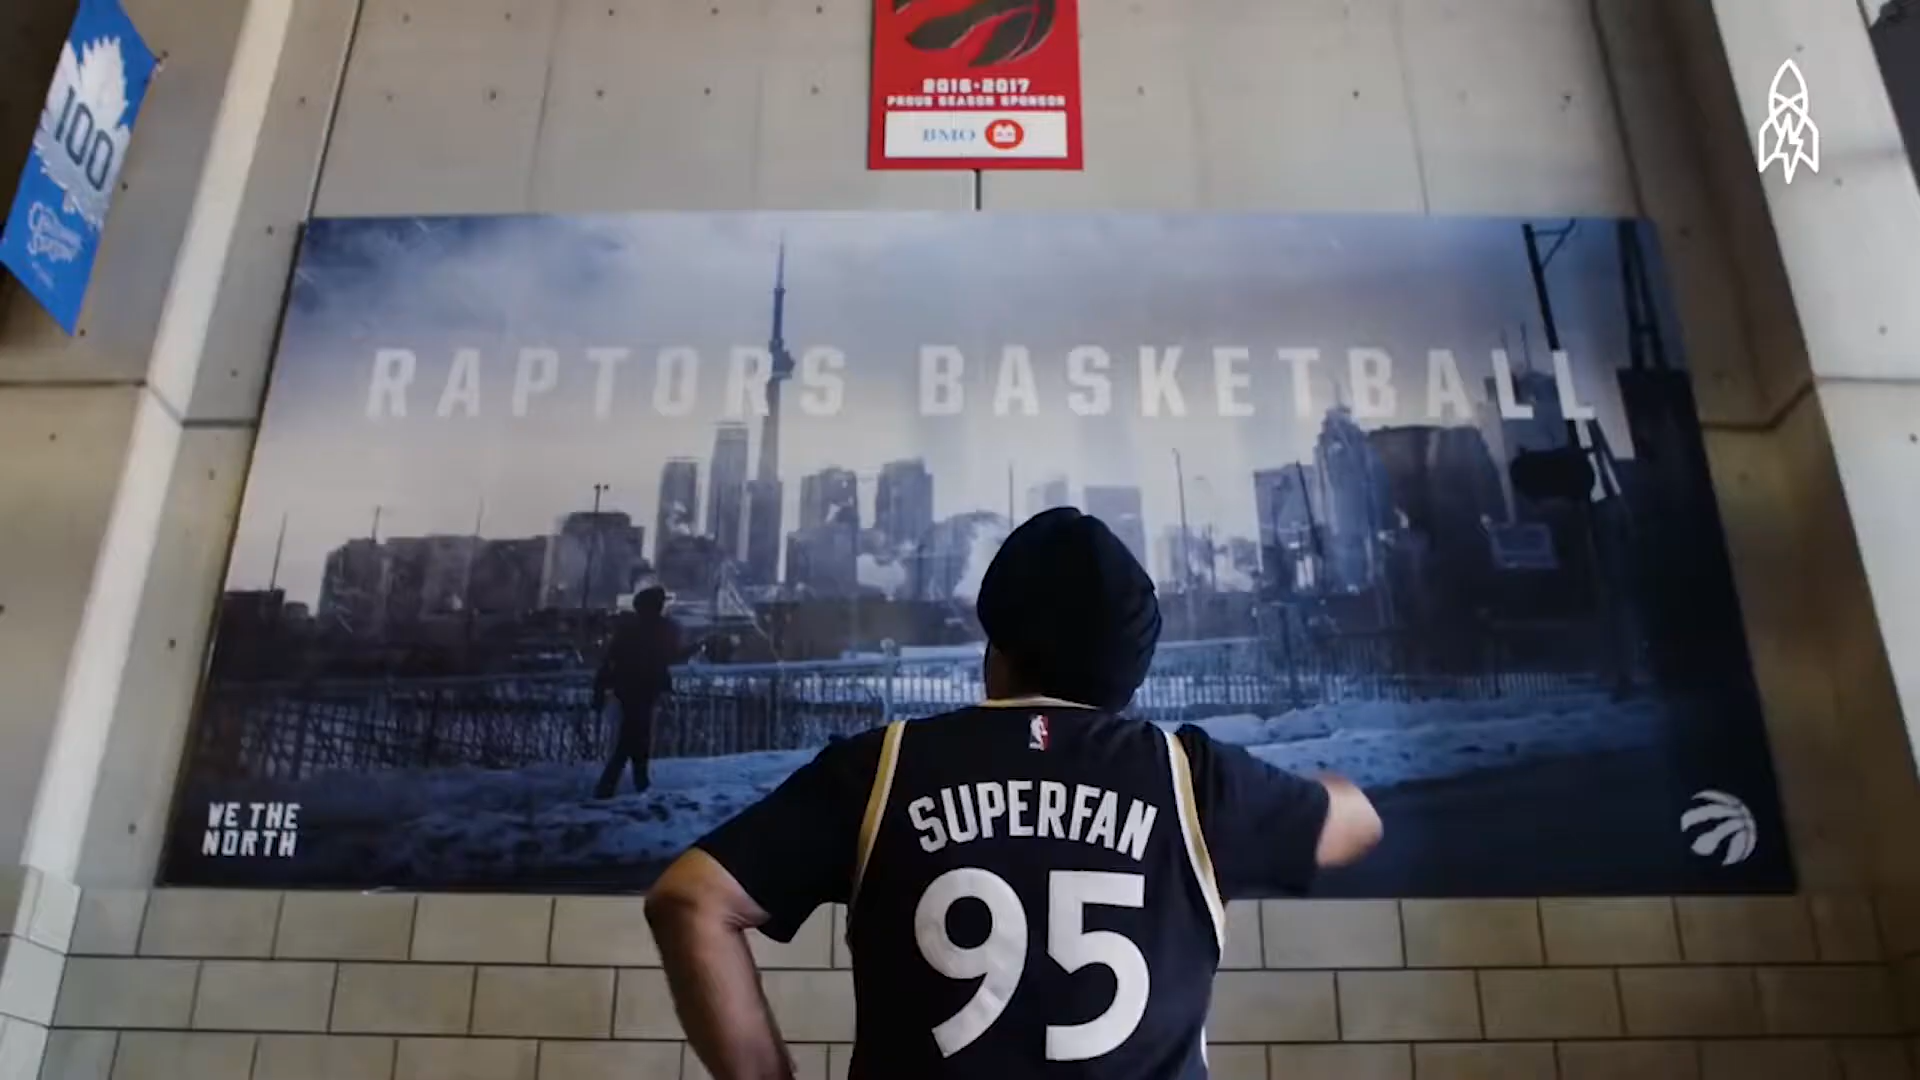 100
2016-2017
PROUD SEASON SPONSOR
BMO
RAPTORS BASKETBALL
WE THE
NORTH
SUPERFAN
95